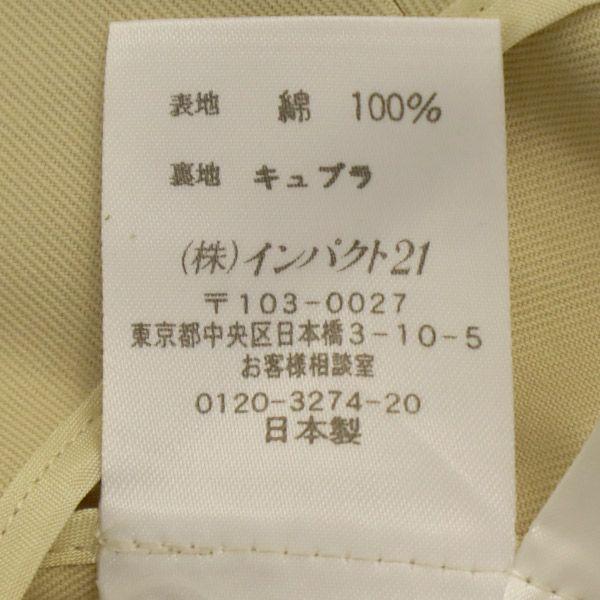 表地 綿 100%
裏地 キュプラ
(株)インパクト21
〒103-0027
東京都中央区日本橋3-10-5
お客様相談室
0120-3274-20
日本製